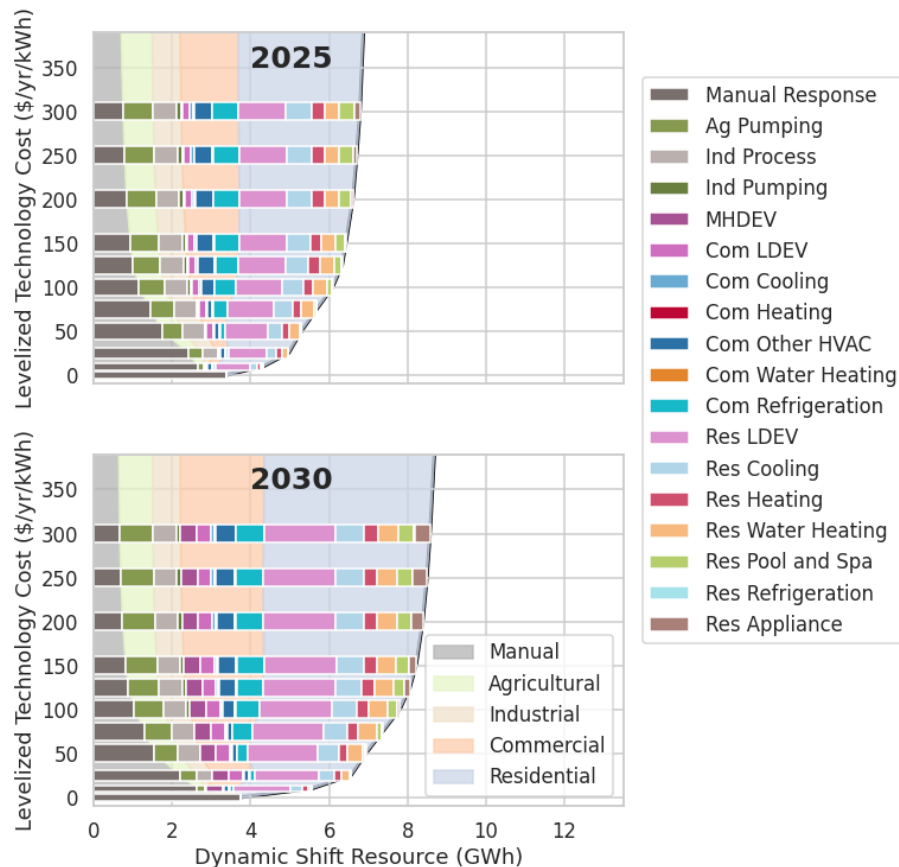 2025
Levelized Technology Cost ($/yr/kWh)
350
300
250
200
150
100
50
0
Manual Response
Ag Pumping
Ind Process
Ind Pumping
MHDEV
Com LDEV
Com Cooling
Com Heating
Com Other HVAC
Com Water Heating
Com Refrigeration
Res LDEV
Res Cooling
Res Heating
Res Water Heating
Res Pool and Spa
Res Refrigeration
Res Appliance
2030
Levelized Technology Cost ($/yr/kWh)
350
300
250
200
150
100
50
0
Manual
Agricultural
Industrial
Commercial
Residential
0 2 4 6 8 10 12
Dynamic Shift Resource (GWh)